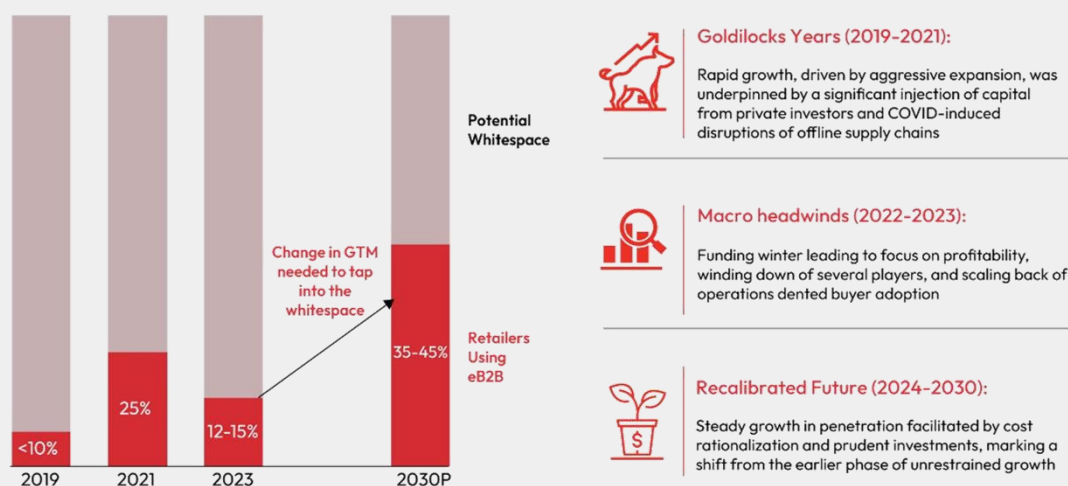 Potential
Whitespace
Change in GTM
needed to tap
into the
whitespace
Retailers
Using
eB2B
<10%
25%
12-15%
35-45%
2019
2021
2023
2030P
Goldilocks Years (2019-2021):
Rapid growth, driven by aggressive expansion, was
underpinned by a significant injection of capital
from private investors and COVID-induced
disruptions of offline supply chains
Macro headwinds (2022-2023):
Funding winter leading to focus on profitability,
winding down of several players, and scaling back of
operations dented buyer adoption
$
Recalibrated Future (2024-2030):
Steady growth in penetration facilitated by cost
rationalization and prudent investments, marking a
shift from the earlier phase of unrestrained growth